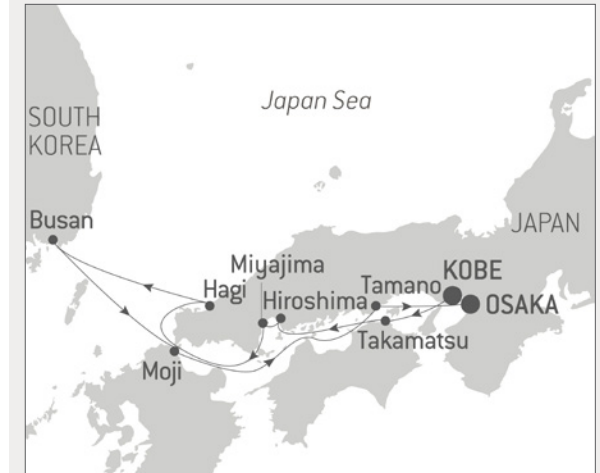 Japan Sea
SOUTH
KOREA
Busan
JAPAN
Miyajima
KOBE
Hagi
Hiroshima
Tamano
OSAKA
Takamatsu
Moji